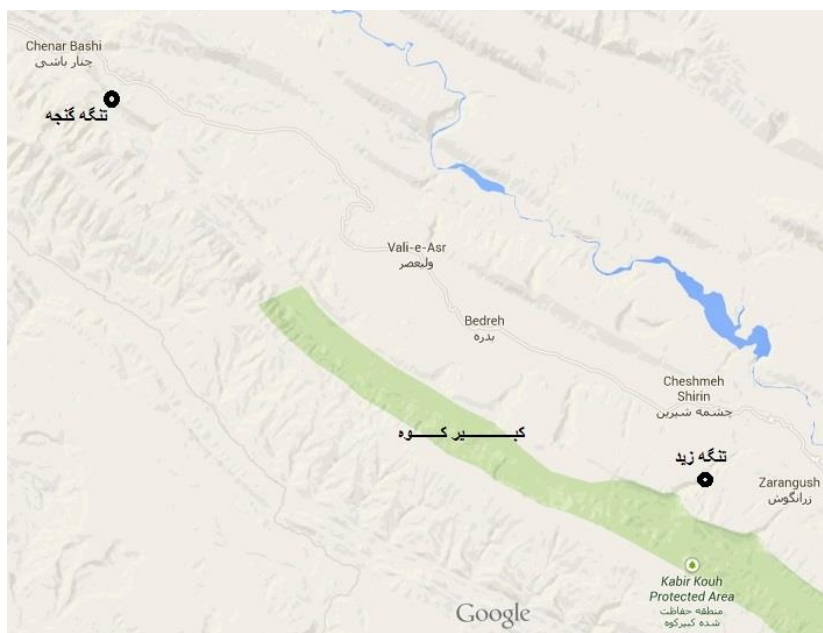 Chenar Bashi
چنار باشی
تنگه گنجه
Vali-e-Asr
ولیعصر
Bedreh
بدره
Cheshmeh
Shirin
چشمه شیرین
کبـــــیر کـــوه
تنگه زید
Zarangush
زرانگوش
Kabir Kouh
Protected Area
منطقه حفاظت
شده کبیرکوه
Google